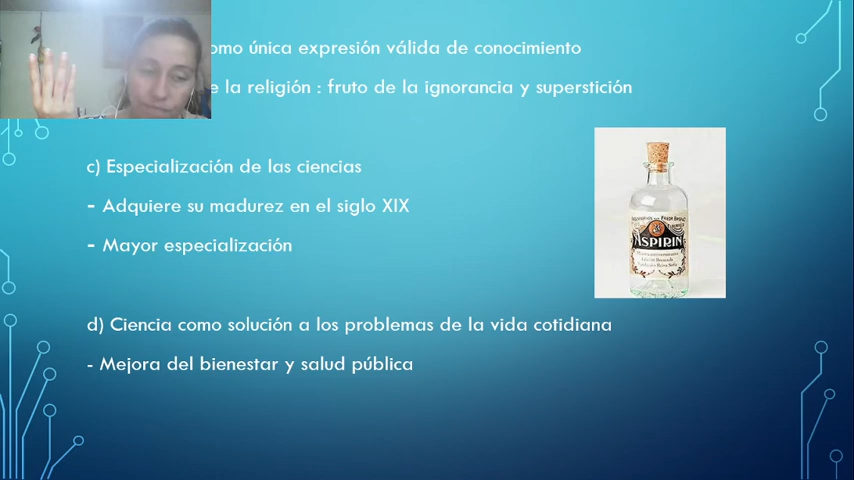 omo única expresión válida de conocimiento
e la religión : fruto de la ignorancia y superstición
c) Especialización de las ciencias
- Adquiere su madurez en el siglo XIX
- Mayor especialización
ASPIRIN
d) Ciencia como solución a los problemas de la vida cotidiana
- Mejora del bienestar y salud pública